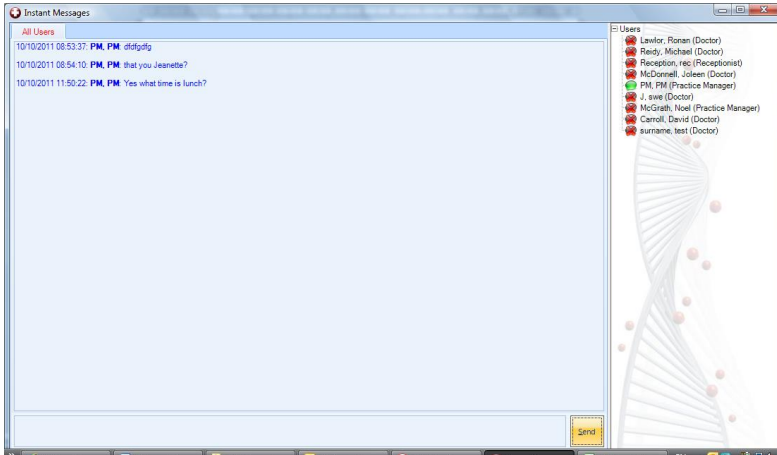 Instant Messages
All Users
10/10/2011 08:53:37: PM, PM: dfdfgdfg
10/10/2011 08:54:10: PM, PM: that you Jeanette?
10/10/2011 11:50:22: PM, PM: Yes what time is lunch?
Send
Users
Lawlor, Ronan (Doctor)
Reidy, Michael (Doctor)
Reception, rec (Receptionist)
McDonnell, Joleen (Doctor)
PM, PM (Practice Manager)
J, swe (Doctor)
McGrath, Noel (Practice Manager)
Carroll, David (Doctor)
surname, test (Doctor)